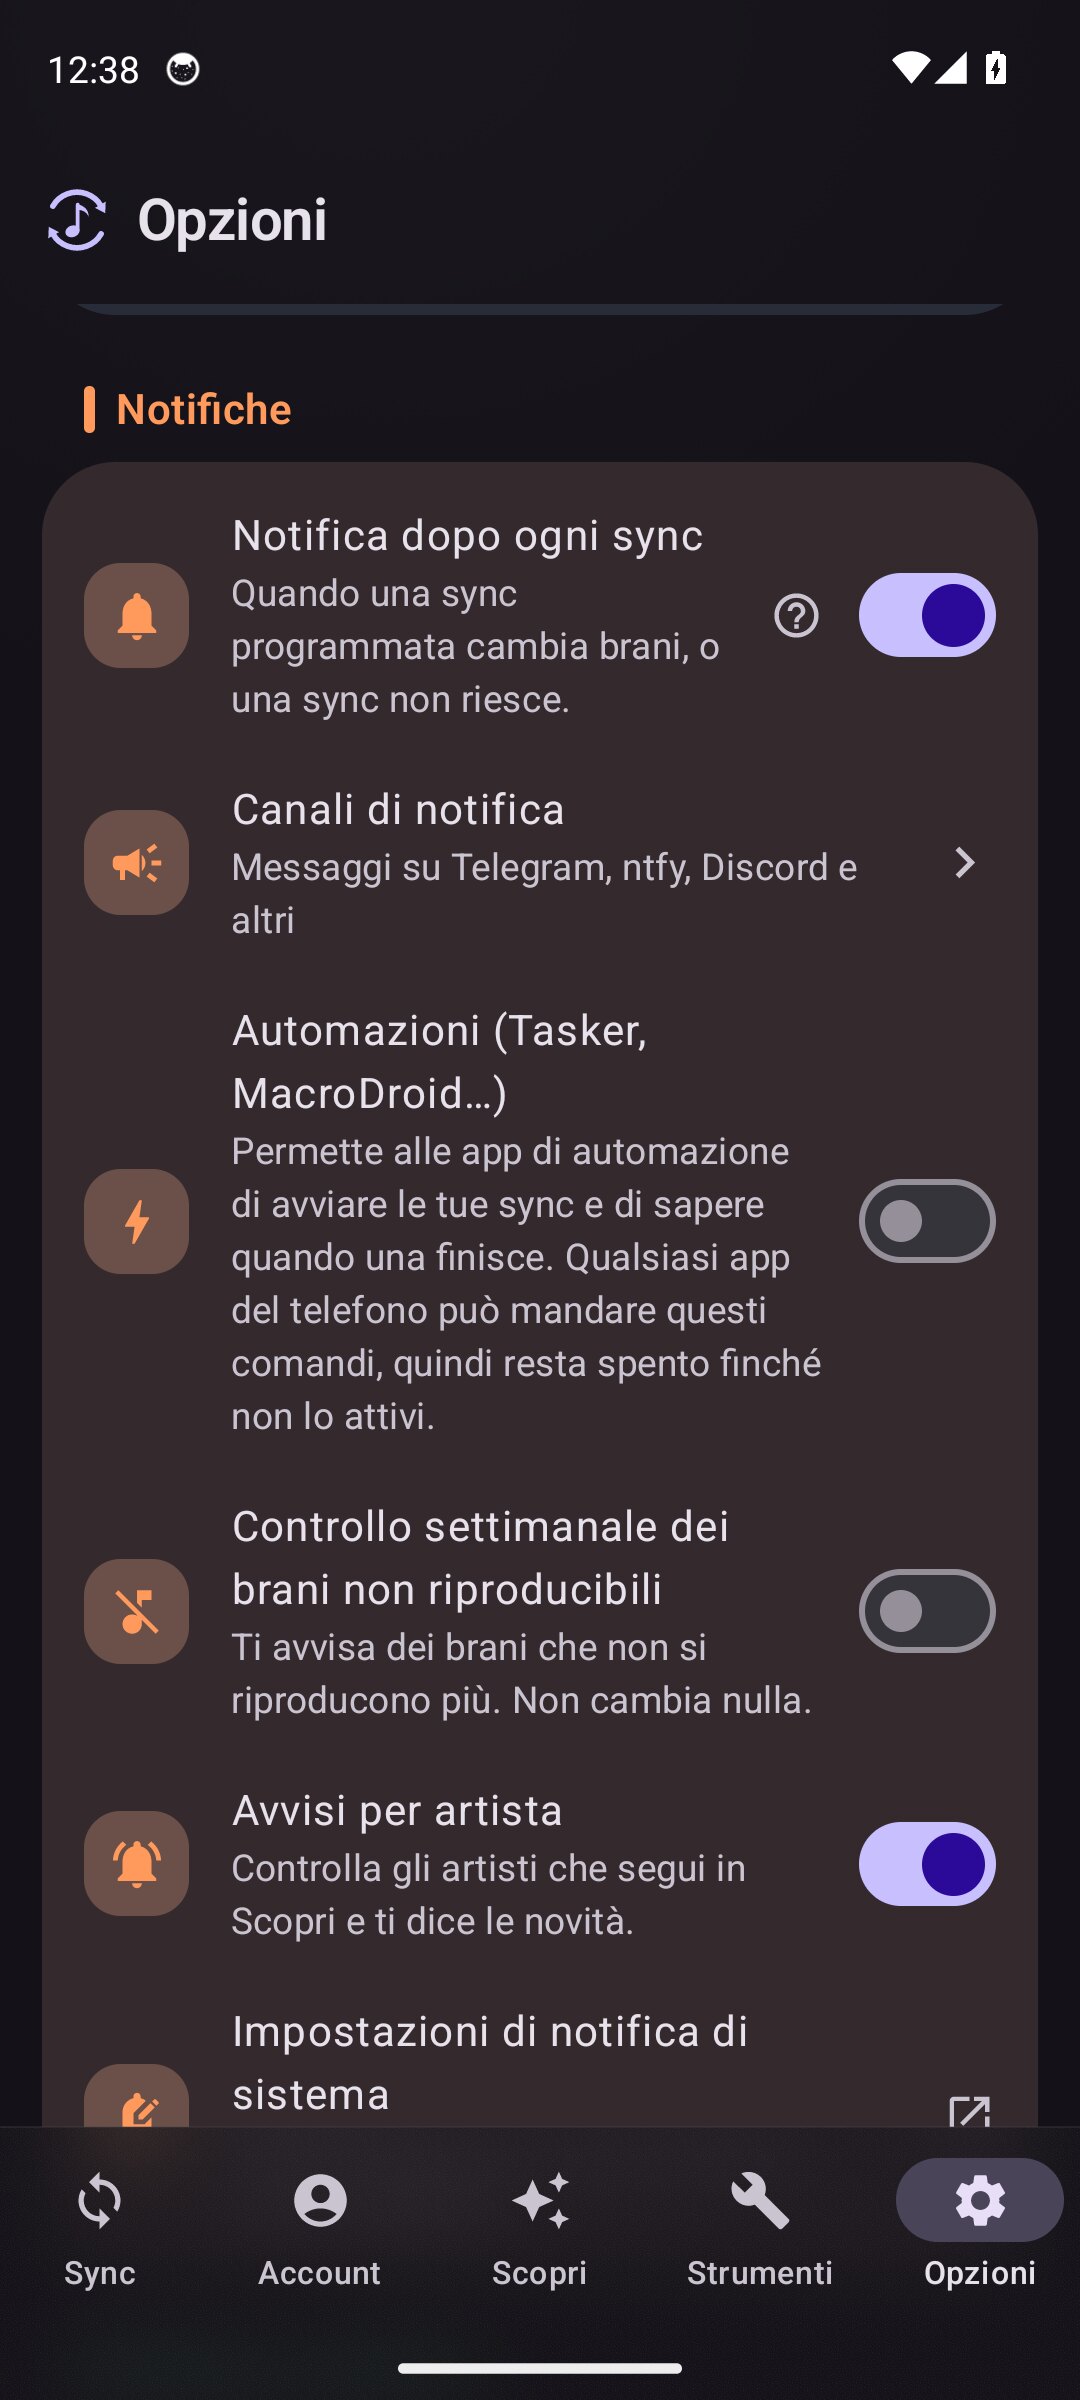 12:38
Opzioni
Notifiche
Notifica dopo ogni sync
Quando una sync
programmata cambia brani, o
una sync non riesce.
Canali di notifica
Messaggi su Telegram, ntfy, Discord e
altri
Automazioni (Tasker,
MacroDroid…)
Permette alle app di automazione
di avviare le tue sync e di sapere
quando una finisce. Qualsiasi app
del telefono può mandare questi
comandi, quindi resta spento finché
non lo attivi.
Controllo settimanale dei
brani non riproducibili
Ti avvisa dei brani che non si
riproducono più. Non cambia nulla.
Avvisi per artista
Controlla gli artisti che segui in
Scopri e ti dice le novità.
Impostazioni di notifica di
sistema
Sync
Account
Scopri
Strumenti
Opzioni